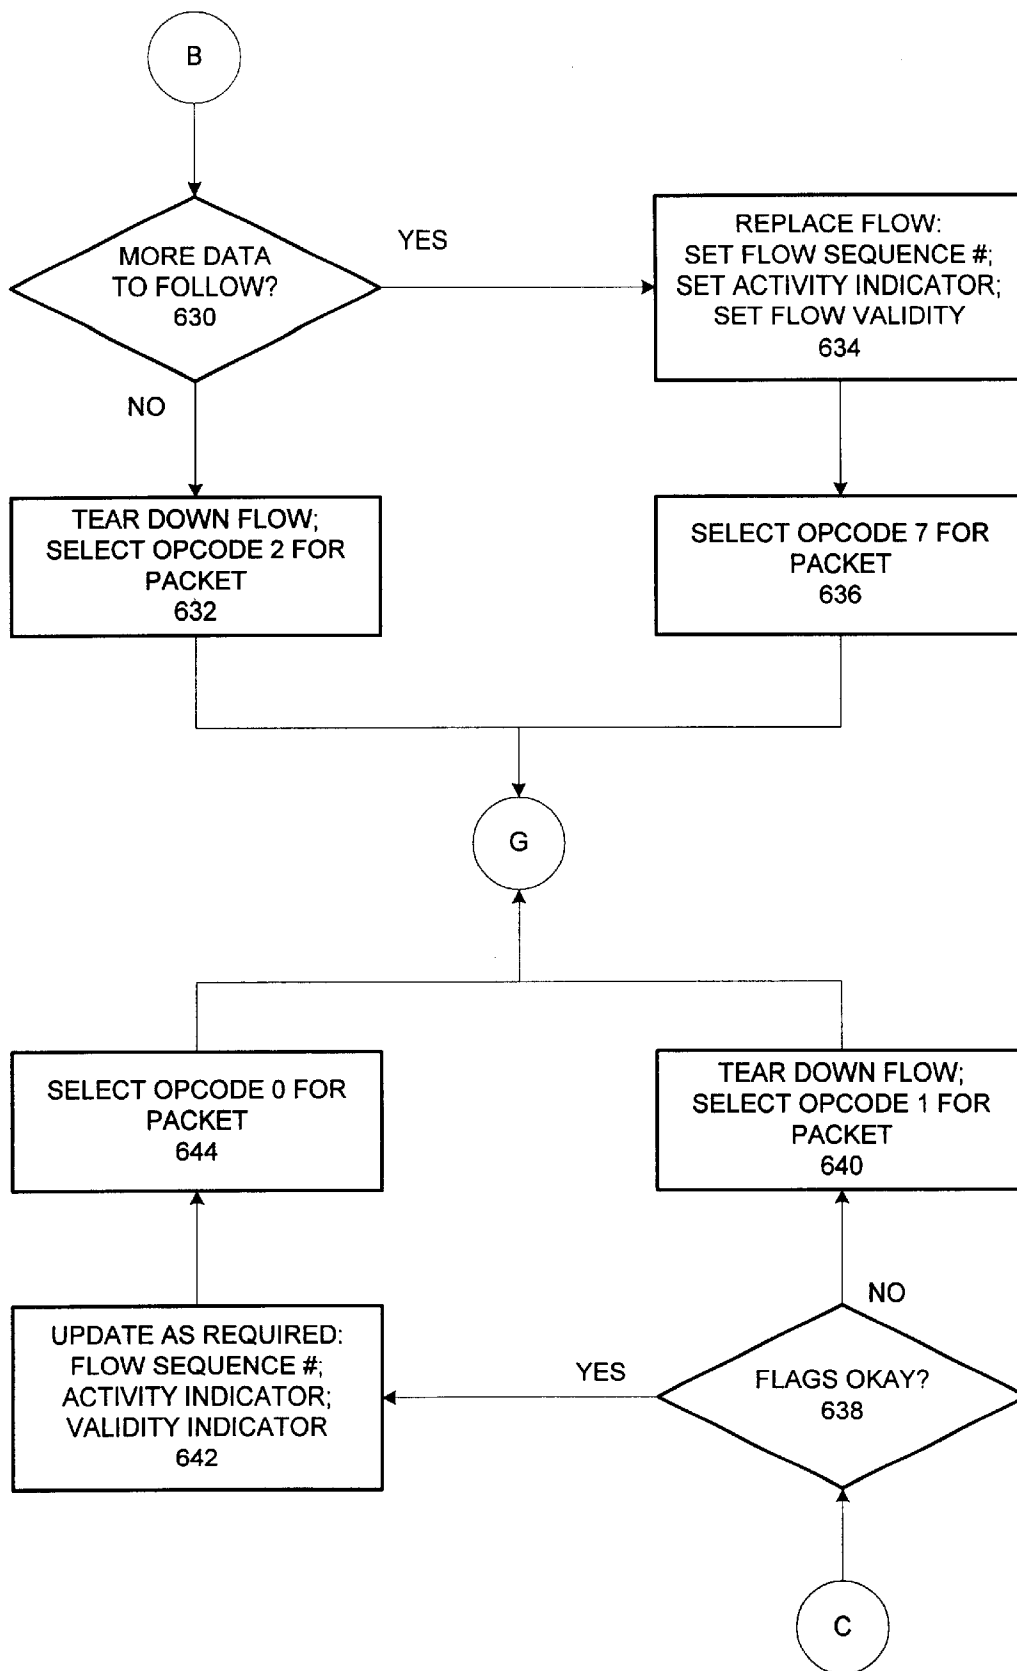 B
MORE DATA
TO FOLLOW?
630
YES
REPLACE FLOW:
SET FLOW SEQUENCE #;
SET ACTIVITY INDICATOR;
SET FLOW VALIDITY
634
NO
TEAR DOWN FLOW;
SELECT OPCODE 2 FOR
PACKET
632
SELECT OPCODE 7 FOR
PACKET
636
G
SELECT OPCODE 0 FOR
PACKET
644
TEAR DOWN FLOW;
SELECT OPCODE 1 FOR
PACKET
640
NO
UPDATE AS REQUIRED:
FLOW SEQUENCE #;
ACTIVITY INDICATOR;
VALIDITY INDICATOR
642
YES
FLAGS OKAY?
638
C